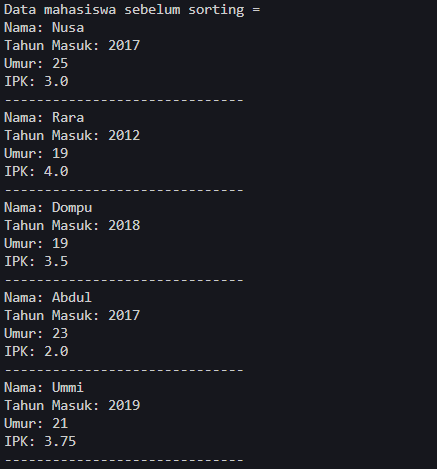 Data mahasiswa sebelum sorting =
Nama: Nusa
Tahun Masuk: 2017
Umur: 25
IPK: 3.0
------------------------------
Nama: Rara
Tahun Masuk: 2012
Umur: 19
IPK: 4.0
------------------------------
Nama: Dompu
Tahun Masuk: 2018
Umur: 19
IPK: 3.5
------------------------------
Nama: Abdul
Tahun Masuk: 2017
Umur: 23
IPK: 2.0
------------------------------
Nama: Ummi
Tahun Masuk: 2019
Umur: 21
IPK: 3.75
------------------------------